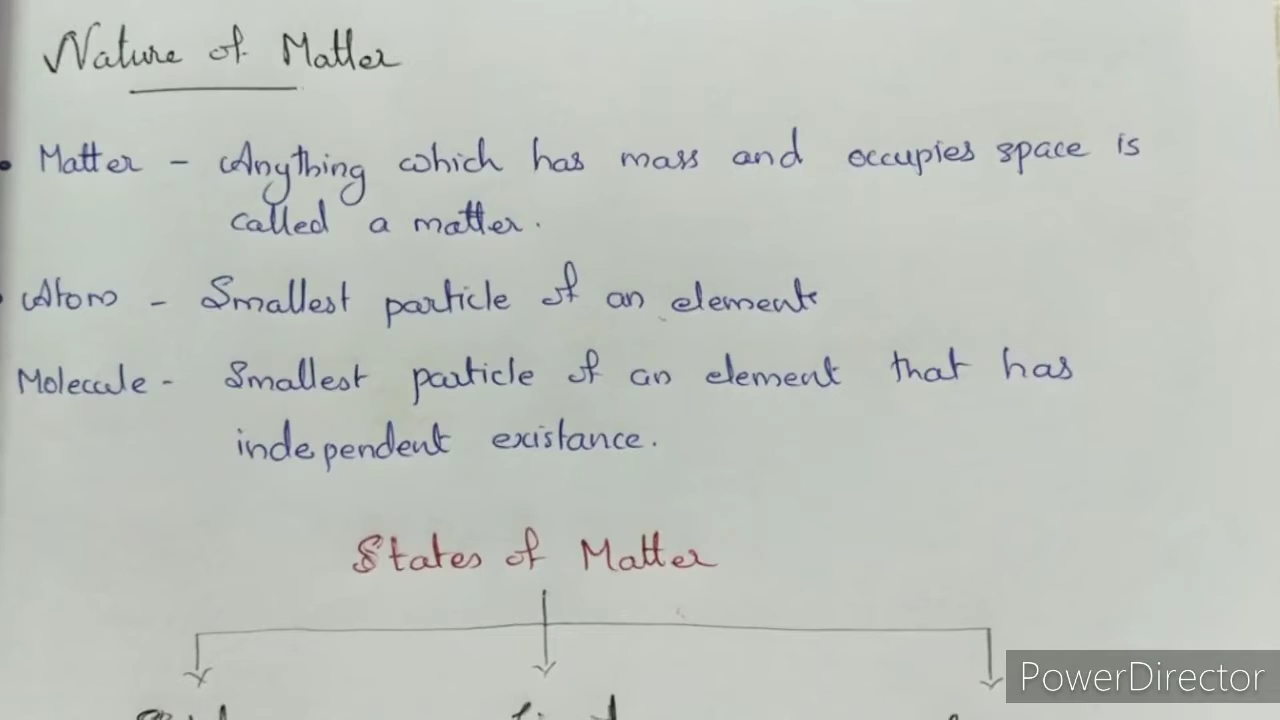 Nature of Matter
Matter - Anything which has mass and occupies space is
called a matter.
Atom - Smallest particle of an element
Molecule - Smallest particle of an element that has
independent existance.
States of Matter
PowerDirector